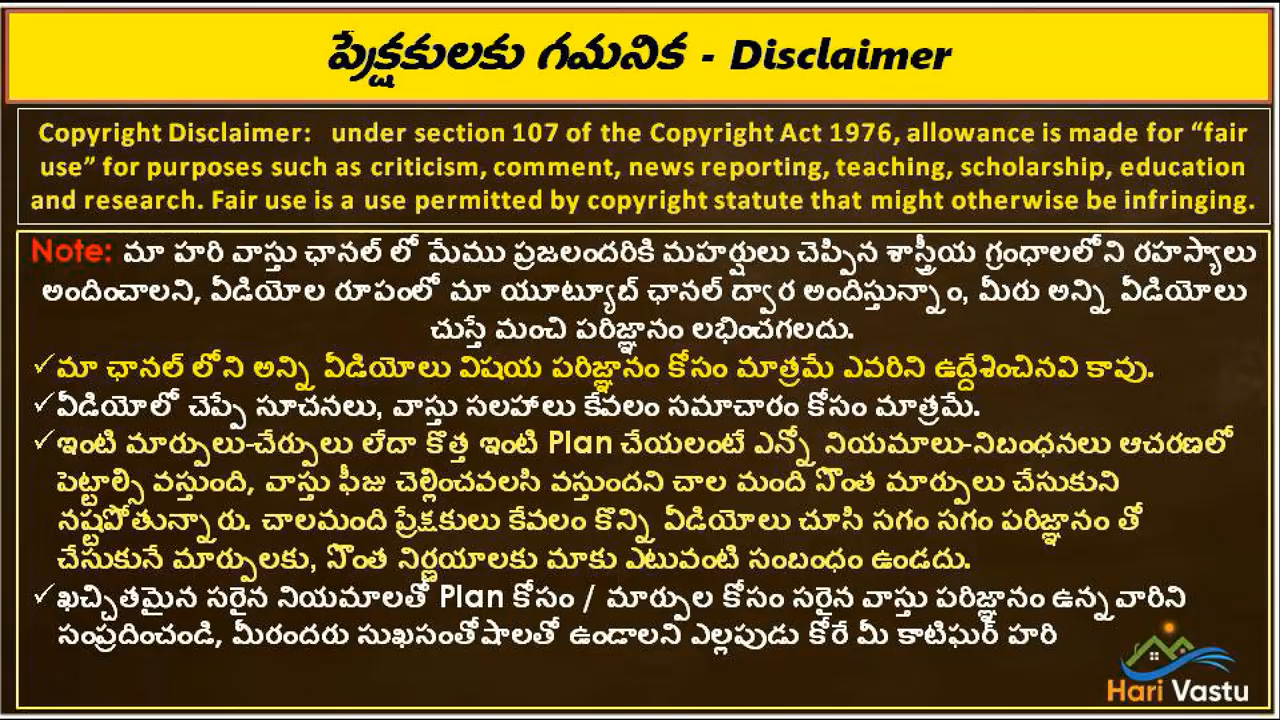 ప్రేక్షకులకు గమనిక - Disclaimer
Copyright Disclaimer: under section 107 of the Copyright Act 1976, allowance is made for “fair
use” for purposes such as criticism, comment, news reporting, teaching, scholarship, education
and research. Fair use is a use permitted by copyright statute that might otherwise be infringing.
Note: మా హరి వాస్తు ఛానల్ లో మేము ప్రజలందరికి మహర్షులు చెప్పిన శాస్త్రీయ గ్రంధాలలోని రహస్యాలు
అందించాలని, వీడియోల రూపంలో మా యూట్యూబ్ ఛానల్ ద్వార అందిస్తున్నాం, మీరు అన్ని వీడియోలు
చుస్తే మంచి పరిజ్ఞానం లభించగలదు.
✓మా ఛానల్ లోని అన్ని వీడియోలు విషయ పరిజ్ఞానం కోసం మాత్రమే ఎవరిని ఉద్దేశించినవి కావు.
✓వీడియోలో చెప్పే సూచనలు, వాస్తు సలహాలు కేవలం సమాచారం కోసం మాత్రమే.
✓ఇంటి మార్పులు-చేర్పులు లేదా కొత్త ఇంటి Plan చేయలంటే ఎన్నో నియమాలు-నిబంధనలు ఆచరణలో
పెట్టాల్సి వస్తుంది, వాస్తు ఫీజు చెల్లించవలసి వస్తుందని చాల మంది సొంత మార్పులు చేసుకుని
నష్టపోతున్నారు. చాలమంది ప్రేక్షకులు కేవలం కొన్ని వీడియోలు చూసి సగం సగం పరిజ్ఞానం తో
చేసుకునే మార్పులకు, సొంత నిర్ణయాలకు మాకు ఎటువంటి సంబంధం ఉండదు.
✓ఖచ్చితమైన సరైన నియమాలతో Plan కోసం / మార్పుల కోసం సరైన వాస్తు పరిజ్ఞానం ఉన్నవారిని
సంప్రదించండి, మీరందరు సుఖసంతోషాలతో ఉండాలని ఎల్లపుడు కోరే మీ కాటిఘర్ హరి
Hari Vastu